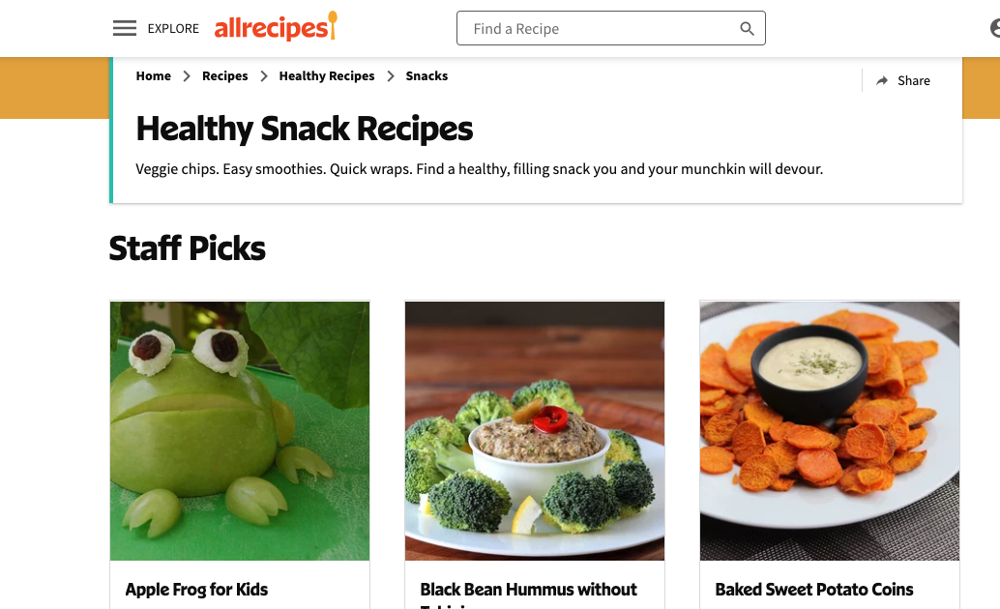 EXPLORE allrecipes Find a Recipe
Home Recipes Healthy Recipes Snacks Share
Healthy Snack Recipes
Veggie chips. Easy smoothies. Quick wraps. Find a healthy, filling snack you and your munchkin will devour.
Staff Picks
Apple Frog for Kids
Black Bean Hummus without
Baked Sweet Potato Coins